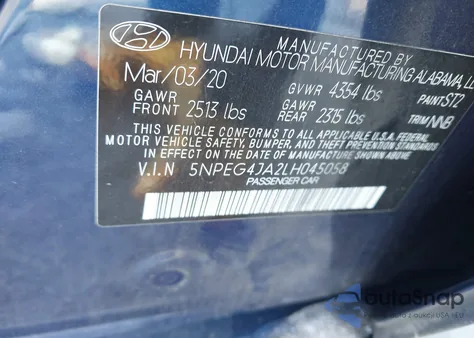 MANUFACTURED BY
HYUNDAI MOTOR MANUFACTURING ALABAMA, LL
Mar/03/20 GVWR 4354 lbs PAINT ST2
GAWR FRONT 2513 lbs GAWR REAR 2315 lbs TRIM NNB
THIS VEHICLE CONFORMS TO ALL APPLICABLE FEDERAL
MOTOR VEHICLE SAFETY, BUMPER, AND THEFT PREVENTION STANDARDS
IN EFFECT ON THE DATE OF MANUFACTURE SHOWN ABOVE.
V.I.N 5NPEG4JA2LH045058
PASSENGER CAR
autoSnap